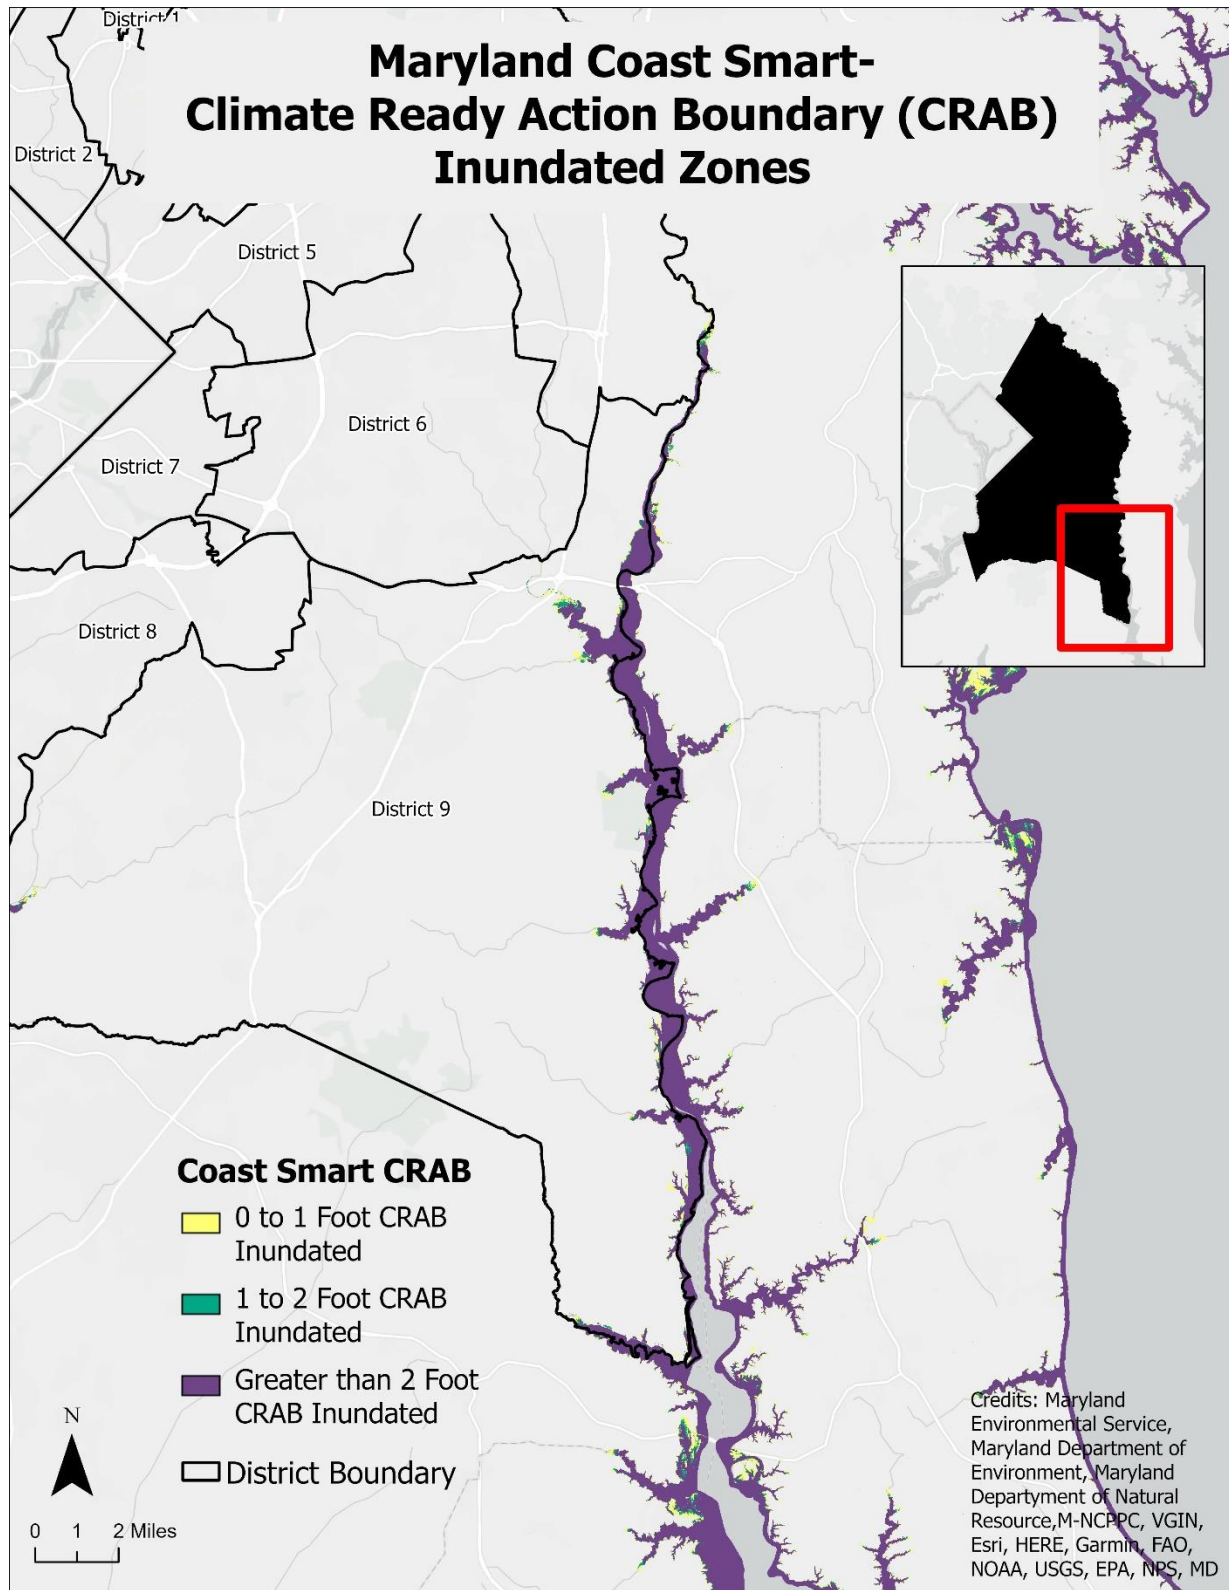 District 1
Maryland Coast Smart-
Climate Ready Action Boundary (CRAB)
Inundated Zones
District 2
District 5
District 6
District 7
District 8
District 9
Coast Smart CRAB
0 to 1 Foot CRAB
Inundated
1 to 2 Foot CRAB
Inundated
Greater than 2 Foot
CRAB Inundated
District Boundary
N
0 1 2 Miles
Credits: Maryland
Environmental Service,
Maryland Department of
Environment, Maryland
Departyment of Natural
Resource,M-NCPPC, VGIN,
Esri, HERE, Garmin, FAO,
NOAA, USGS, EPA, NPS, MD